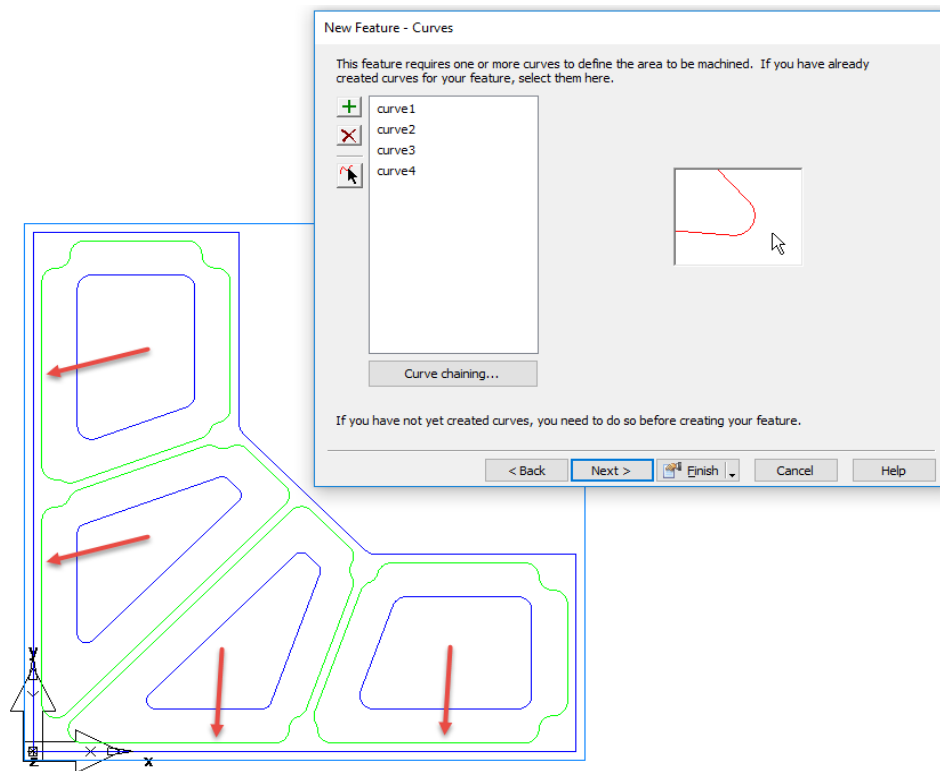 New Feature - Curves
This feature requires one or more curves to define the area to be machined.  If you have already
created curves for your feature, select them here.
curve1
curve2
curve3
curve4
Curve chaining...
If you have not yet created curves, you need to do so before creating your feature.
< Back
Next >
Finish
Cancel
Help
Y
Z
X